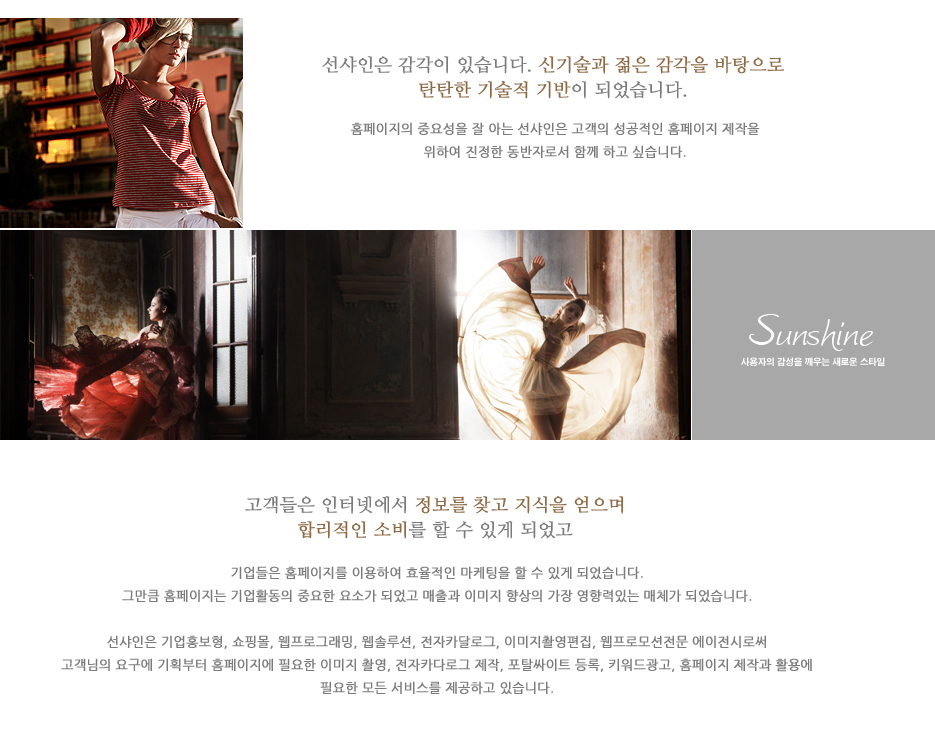 선샤인은 감각이 있습니다. 신기술과 젊은 감각을 바탕으로
탄탄한 기술적 기반이 되었습니다.
홈페이지의 중요성을 잘 아는 선샤인은 고객의 성공적인 홈페이지 제작을
위하여 진정한 동반자로서 함께 하고 싶습니다.
Sunshine
사용자의 감성을 깨우는 새로운 스타일
고객들은 인터넷에서 정보를 찾고 지식을 얻으며
합리적인 소비를 할 수 있게 되었고
기업들은 홈페이지를 이용하여 효율적인 마케팅을 할 수 있게 되었습니다.
그만큼 홈페이지는 기업활동의 중요한 요소가 되었고 매출과 이미지 향상의 가장 영향력있는 매체가 되었습니다.
선샤인은 기업홍보형, 쇼핑몰, 웹프로그래밍, 웹솔루션, 전자카달로그, 이미지촬영편집, 웹프로모션전문 에이젼시로써
고객님의 요구에 기획부터 홈페이지에 필요한 이미지 촬영, 전자카다로그 제작, 포탈싸이트 등록, 키워드광고, 홈페이지 제작과 활용에
필요한 모든 서비스를 제공하고 있습니다.